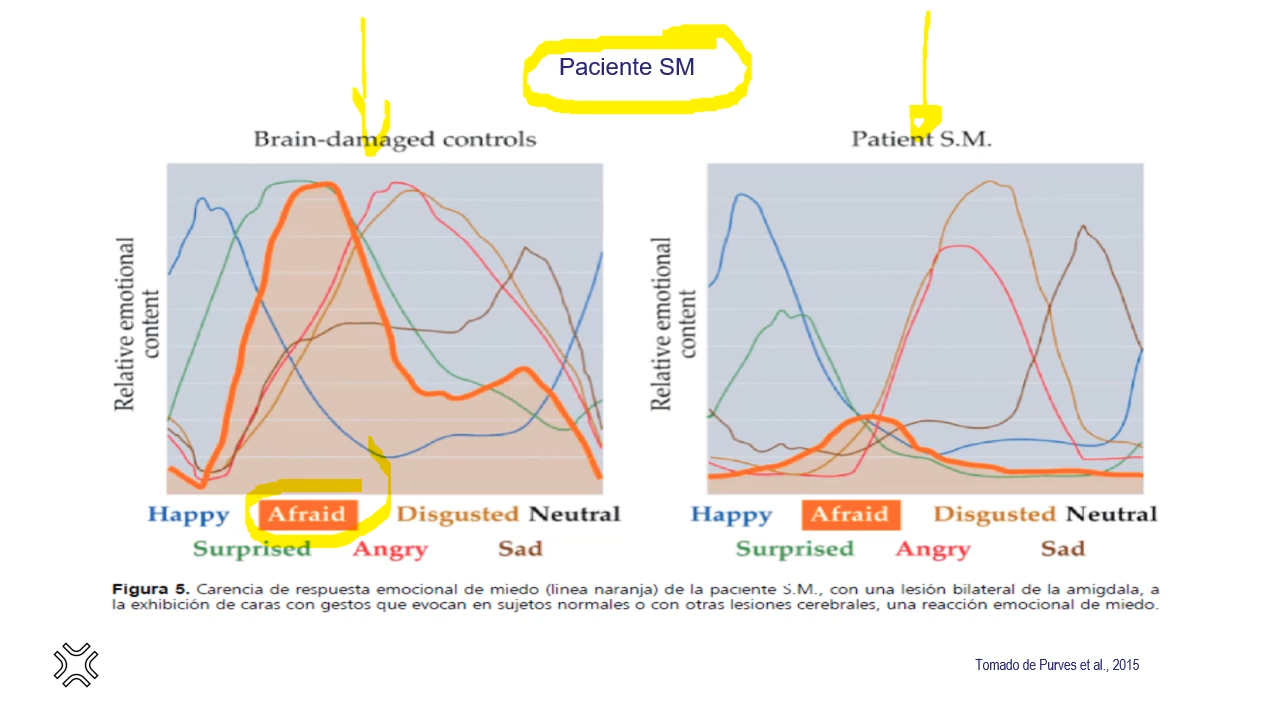 Paciente SM
Brain-damaged controls
Patient S.M.
Relative emotional
content
Relative emotional
content
Happy Afraid Disgusted Neutral
Surprised Angry Sad
Happy Afraid Disgusted Neutral
Surprised Angry Sad
Figura 5. Carencia de respuesta emocional de miedo (linea naranja) de la paciente S.M., con una lesión bilateral de la amigdala, a
la exhibición de caras con gestos que evocan en sujetos normales o con otras lesiones cerebrales, una reacción emocional de miedo.
Tomado de Purves et al., 2015